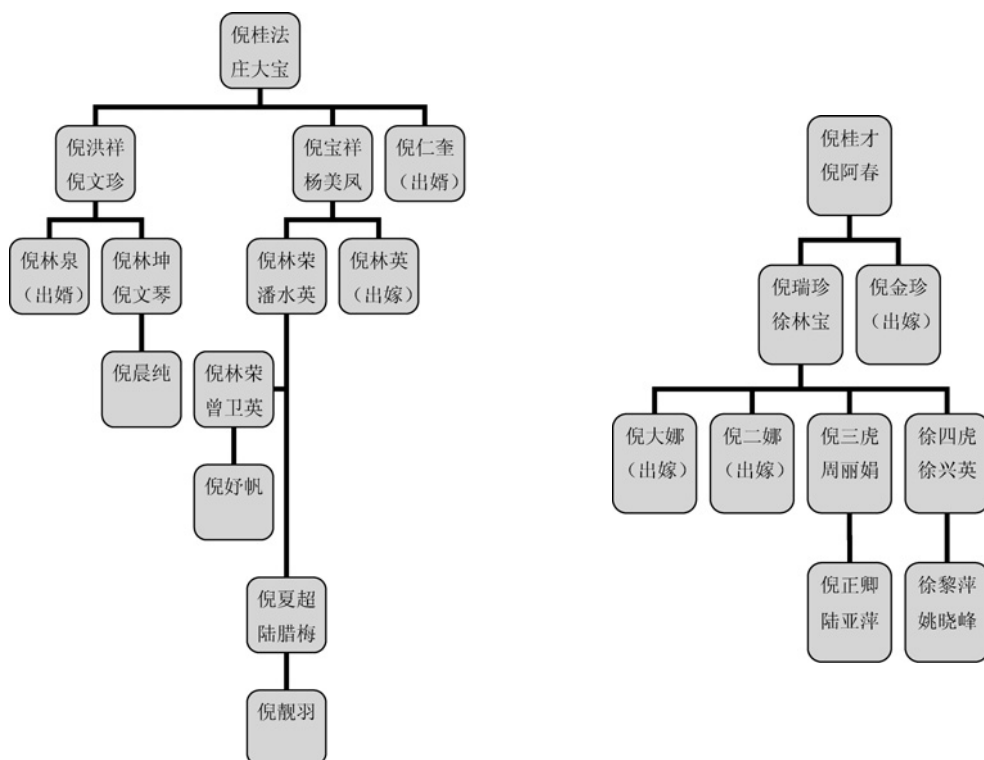 倪桂法
庄大宝
倪洪祥
倪文珍
倪宝祥
杨美凤
倪仁奎
（出婿）
倪林泉
（出婿）
倪林坤
倪文琴
倪林荣
潘水英
倪林英
（出嫁）
倪晨纯
倪林荣
曾卫英
倪妤帆
倪夏超
陆腊梅
倪靓羽
倪桂才
倪阿春
倪瑞珍
徐林宝
倪金珍
（出嫁）
倪大娜
（出嫁）
倪二娜
（出嫁）
倪三虎
周丽娟
徐四虎
徐兴英
倪正卿
陆亚萍
徐黎萍
姚晓峰